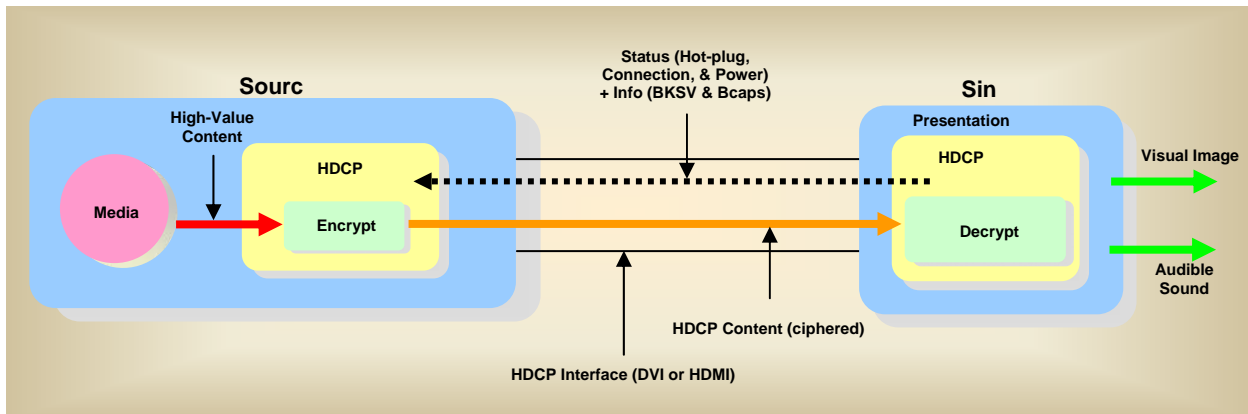 Status (Hot-plug,
Connection, & Power)
+ Info (BKSV & Bcaps)
Sourc
Sin
High-Value
Content
Presentation
HDCP
HDCP
Visual Image
Media
Encrypt
Decrypt
Audible
Sound
HDCP Content (ciphered)
HDCP Interface (DVI or HDMI)